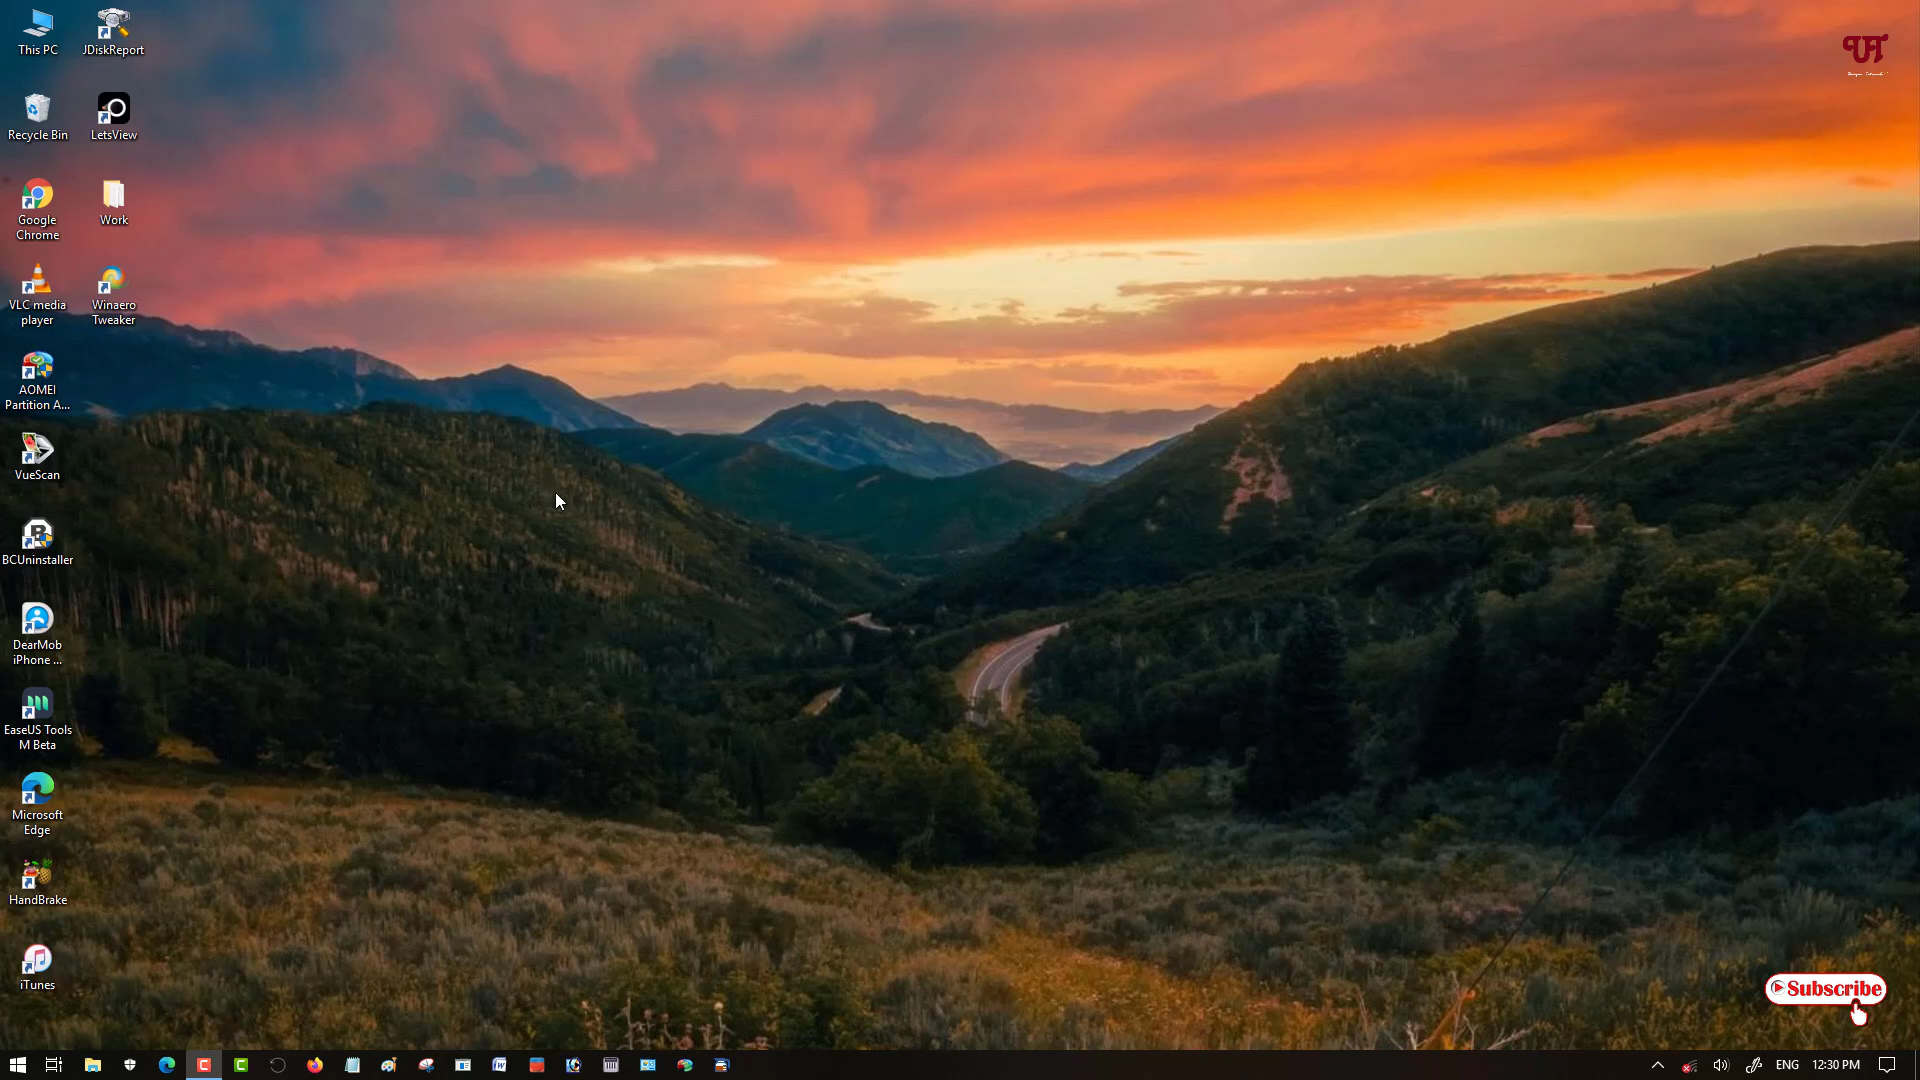 This PC
JDiskReport
Recycle Bin
LetsView
Google
Chrome
Work
VLC media
player
Winaero
Tweaker
AOMEI
Partition A...
VueScan
BCUninstaller
DearMob
iPhone ...
EaseUS Tools
M Beta
Microsoft
Edge
HandBrake
iTunes
UT
Subscribe
ENG
12:30 PM